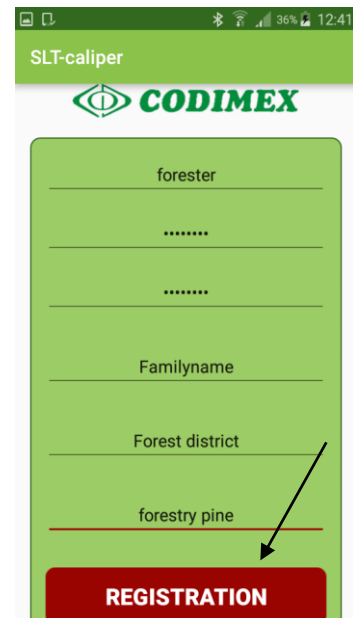 36% 12:41
SLT-caliper
CODIMEX
forester
••••••••
••••••••
Familyname
Forest district
forestry pine
REGISTRATION